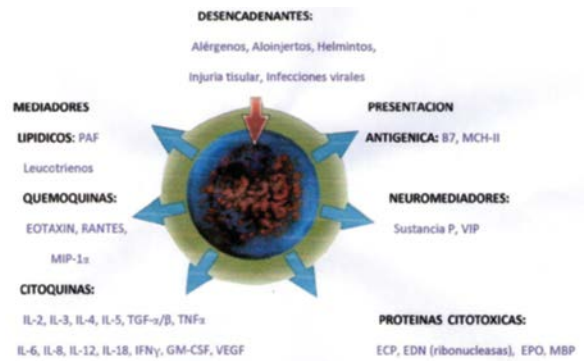 DESENCADENANTES:
Alérgenos, Aloinjertos, Helmintos,
Injuria tisular, Infecciones virales
MEDIADORES
LIPIDICOS: PAF
Leucotrienos
QUEMOQUINAS:
EOTAXIN, RANTES,
MIP-1α
CITOQUINAS:
IL-2, IL-3, IL-4, IL-5, TGF-α/β, TNFα
IL-6, IL-8, IL-12, IL-18, IFNγ, GM-CSF, VEGF
PRESENTACION
ANTIGENICA: B7, MCH-II
NEUROMEDIADORES:
Sustancia P, VIP
PROTEINAS CITOTOXICAS:
ECP, EDN (ribonucleasas), EPO, MBP